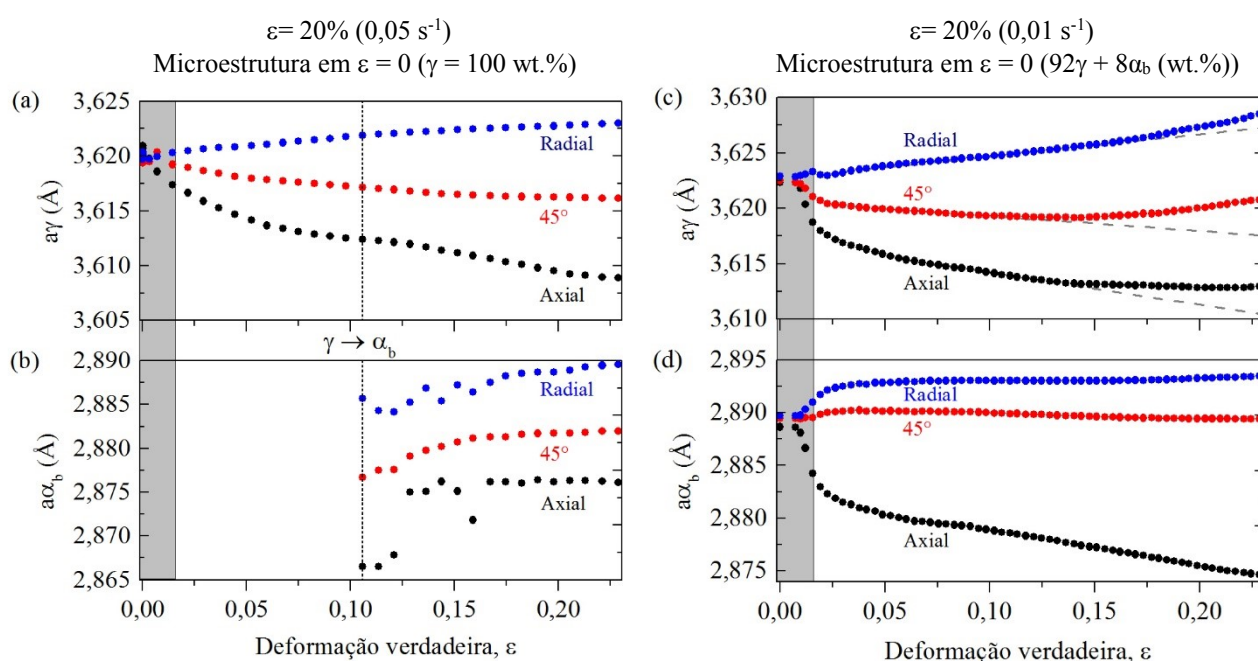 ε= 20% (0,05 s⁻¹)
Microestrutura em ε = 0 (γ = 100 wt.%)
ε= 20% (0,01 s⁻¹)
Microestrutura em ε = 0 (92γ + 8αb (wt.%))
(a)
3,625
3,620
3,615
3,610
3,605
aγ (Å)
Radial
45°
Axial
γ → αb
(b)
2,890
2,885
2,880
2,875
2,870
2,865
aαb (Å)
Radial
45°
Axial
0,00 0,05 0,10 0,15 0,20
Deformação verdadeira, ε
(c)
3,630
3,625
3,620
3,615
3,610
aγ (Å)
Radial
45°
Axial
(d)
2,895
2,890
2,885
2,880
2,875
aαb (Å)
Radial
45°
Axial
0,00 0,05 0,10 0,15 0,20
Deformação verdadeira, ε